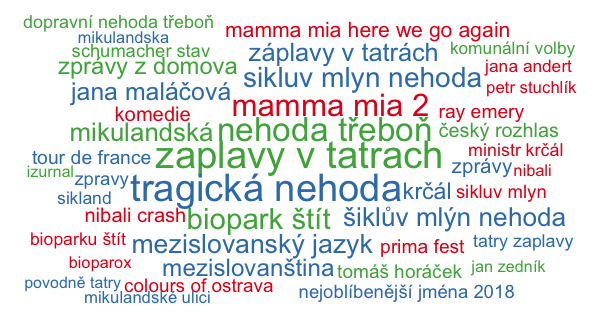 dopravní nehoda třeboň
mamma mia here we go again
mikulandska
schumacher stav
záplavy v tatrách
komunální volby
zprávy z domova
jana andert
sikluv mlyn nehoda
petr stuchlík
jana maláčová
mamma mia 2
komedie
ray emery
mikulandská
nehoda třeboň
český rozhlas
tour de france
zaplavy v tatrach
ministr krčál
izurnal
zpravy
zprávy
nibali
sikland
tragická nehoda
krčál
sikluv mlyn
nibali crash
biopark štít
šiklův mlýn nehoda
bioparku štít
mezislovanský jazyk
prima fest
tatry zaplavy
bioparox
mezislovanština
tomáš horáček
jan zedník
povodně tatry
colours of ostrava
mikulandské ulici
nejoblíbenější jména 2018